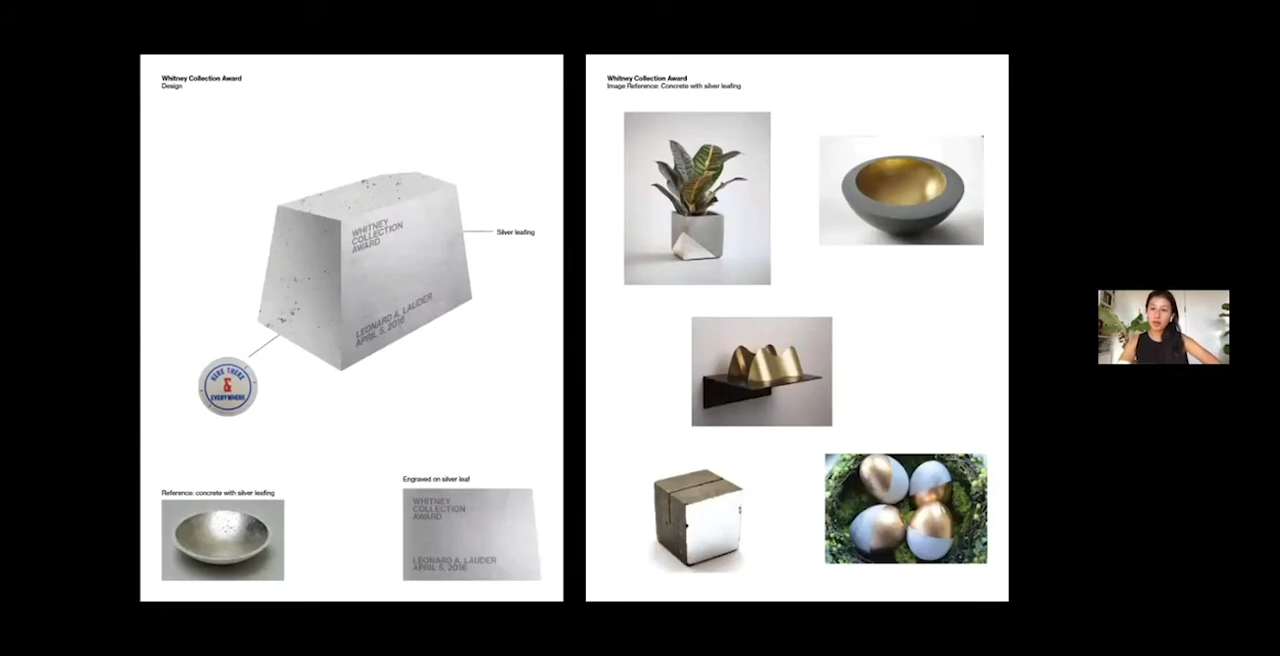 Whitney Collection Award
Design
WHITNEY
COLLECTION
AWARD
Silver leafing
LEONARD A. LAUDER
APRIL 5, 2016
HERE THERE
&
EVERYWHERE
Reference: concrete with silver leafing
Engraved on silver leaf
WHITNEY
COLLECTION
AWARD
LEONARD A. LAUDER
APRIL 5, 2016
Whitney Collection Award
Image Reference: Concrete with silver leafing